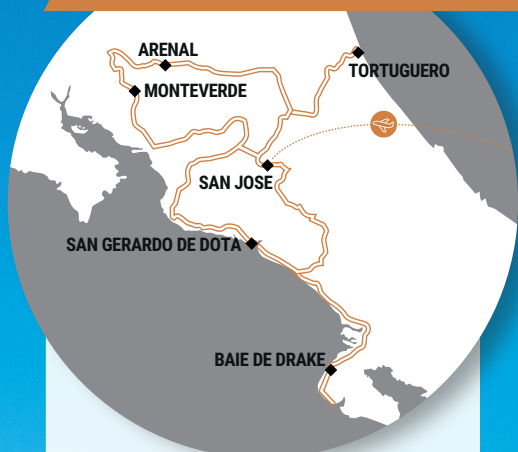 ARENAL
TORTUGUERO
MONTEVERDE
SAN JOSE
SAN GERARDO DE DOTA
BAIE DE DRAKE